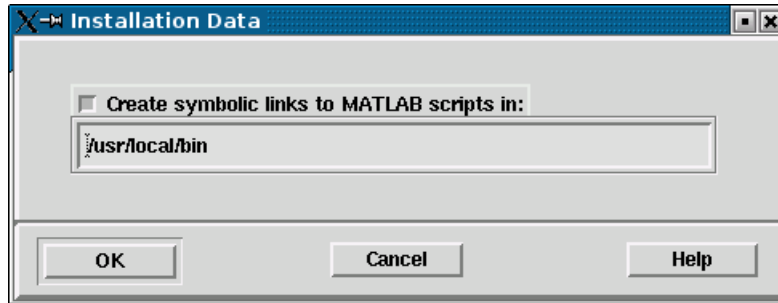 Installation Data
Create symbolic links to MATLAB scripts in:
/usr/local/bin
OK Cancel Help